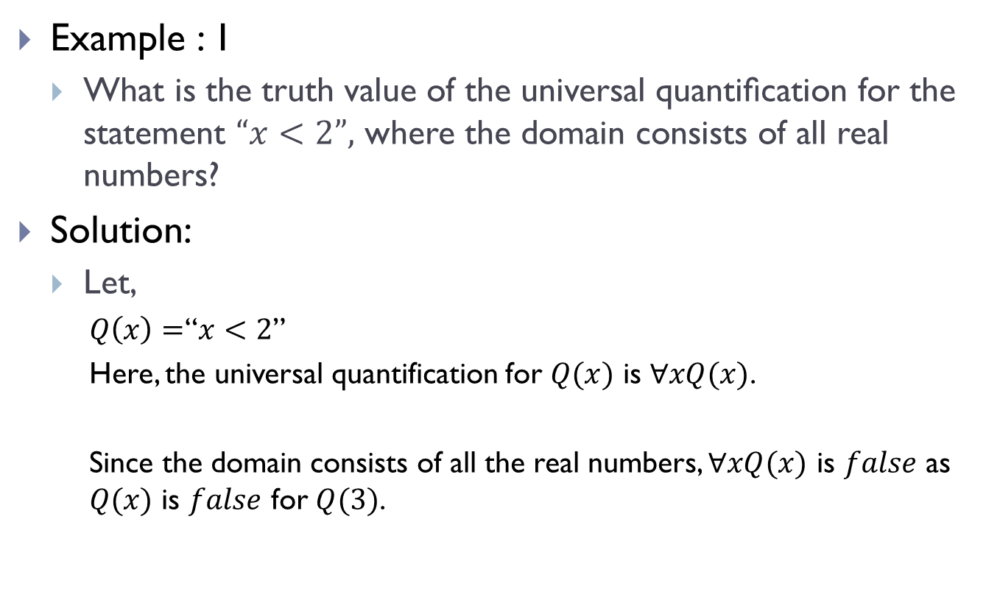 Example : 1
What is the truth value of the universal quantification for the
statement “𝑥 < 2”, where the domain consists of all real
numbers?
Solution:
Let,
𝑄(𝑥) =“𝑥 < 2”
Here, the universal quantification for 𝑄(𝑥) is ∀𝑥𝑄(𝑥).
Since the domain consists of all the real numbers, ∀𝑥𝑄(𝑥) is 𝑓𝑎𝑙𝑠𝑒 as
𝑄(𝑥) is 𝑓𝑎𝑙𝑠𝑒 for 𝑄(3).